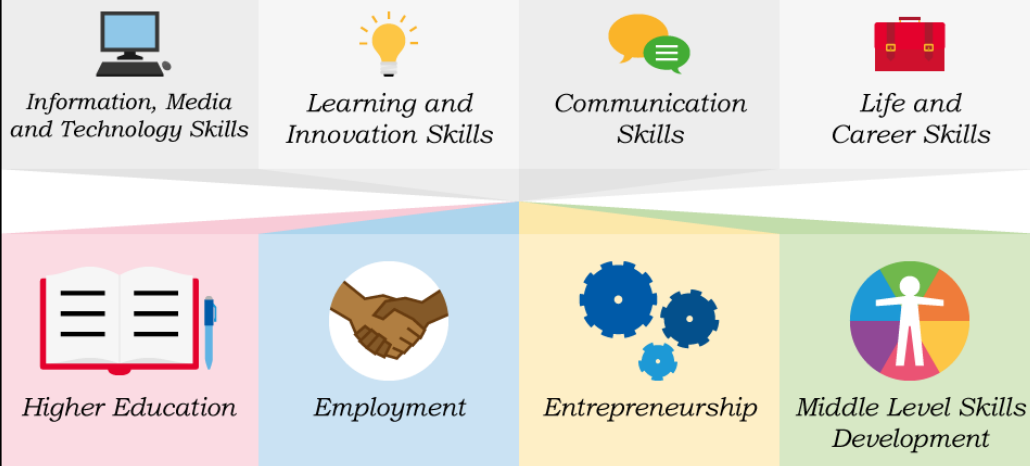 Information, Media
and Technology Skills
Learning and
Innovation Skills
Communication
Skills
Life and
Career Skills
Higher Education
Employment
Entrepreneurship
Middle Level Skills
Development